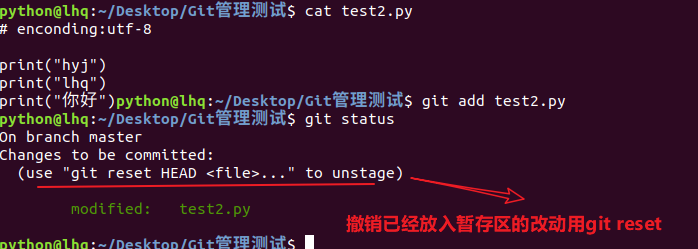 python@lhq:~/Desktop/Git管理测试$ cat test2.py
# enconding:utf-8
print("hyj")
print("lhq")
print("你好")python@lhq:~/Desktop/Git管理测试$ git add test2.py
python@lhq:~/Desktop/Git管理测试$ git status
On branch master
Changes to be committed:
  (use "git reset HEAD <file>..." to unstage)
        modified:   test2.py
撤销已经放入暂存区的改动用git reset
python@lhq:~/Desktop/Git管理测试$